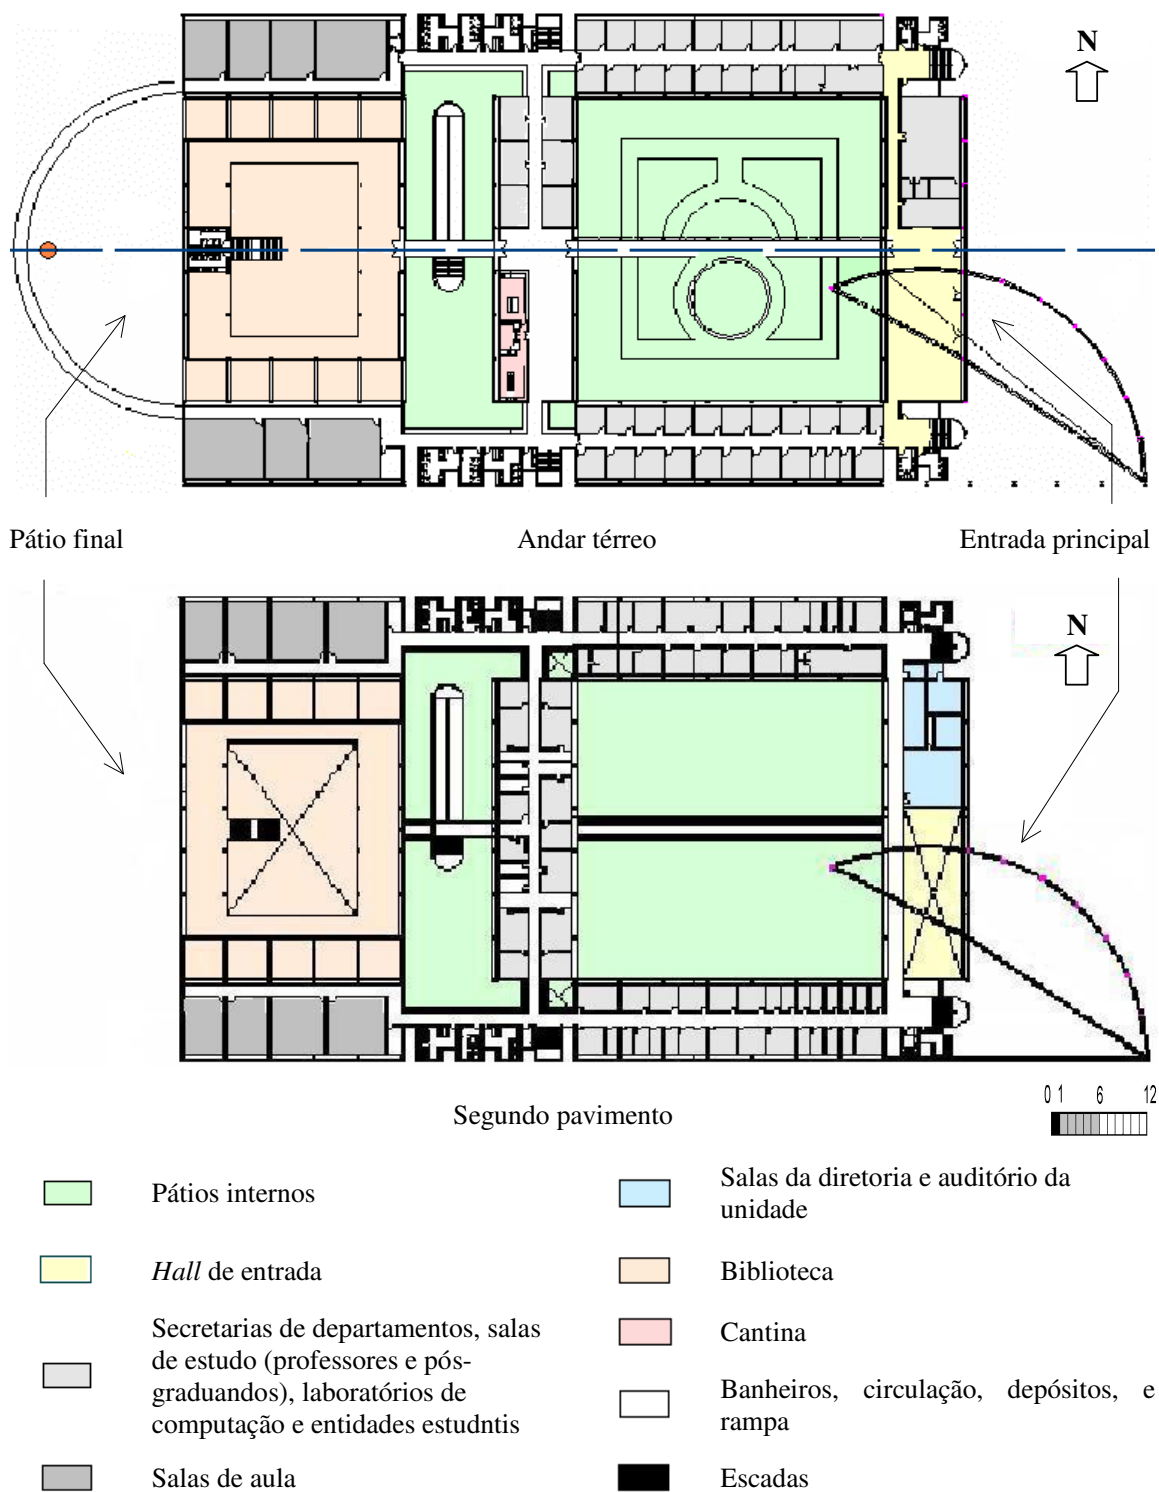 N
Pátio final
Andar térreo
Entrada principal
N
0 1 6 12
Segundo pavimento
Pátios internos
Salas da diretoria e auditório da
unidade
Hall de entrada
Biblioteca
Secretarias de departamentos, salas
de estudo (professores e pós-
graduandos), laboratórios de
computação e entidades estudntis
Cantina
Banheiros, circulação, depósitos, e
rampa
Salas de aula
Escadas